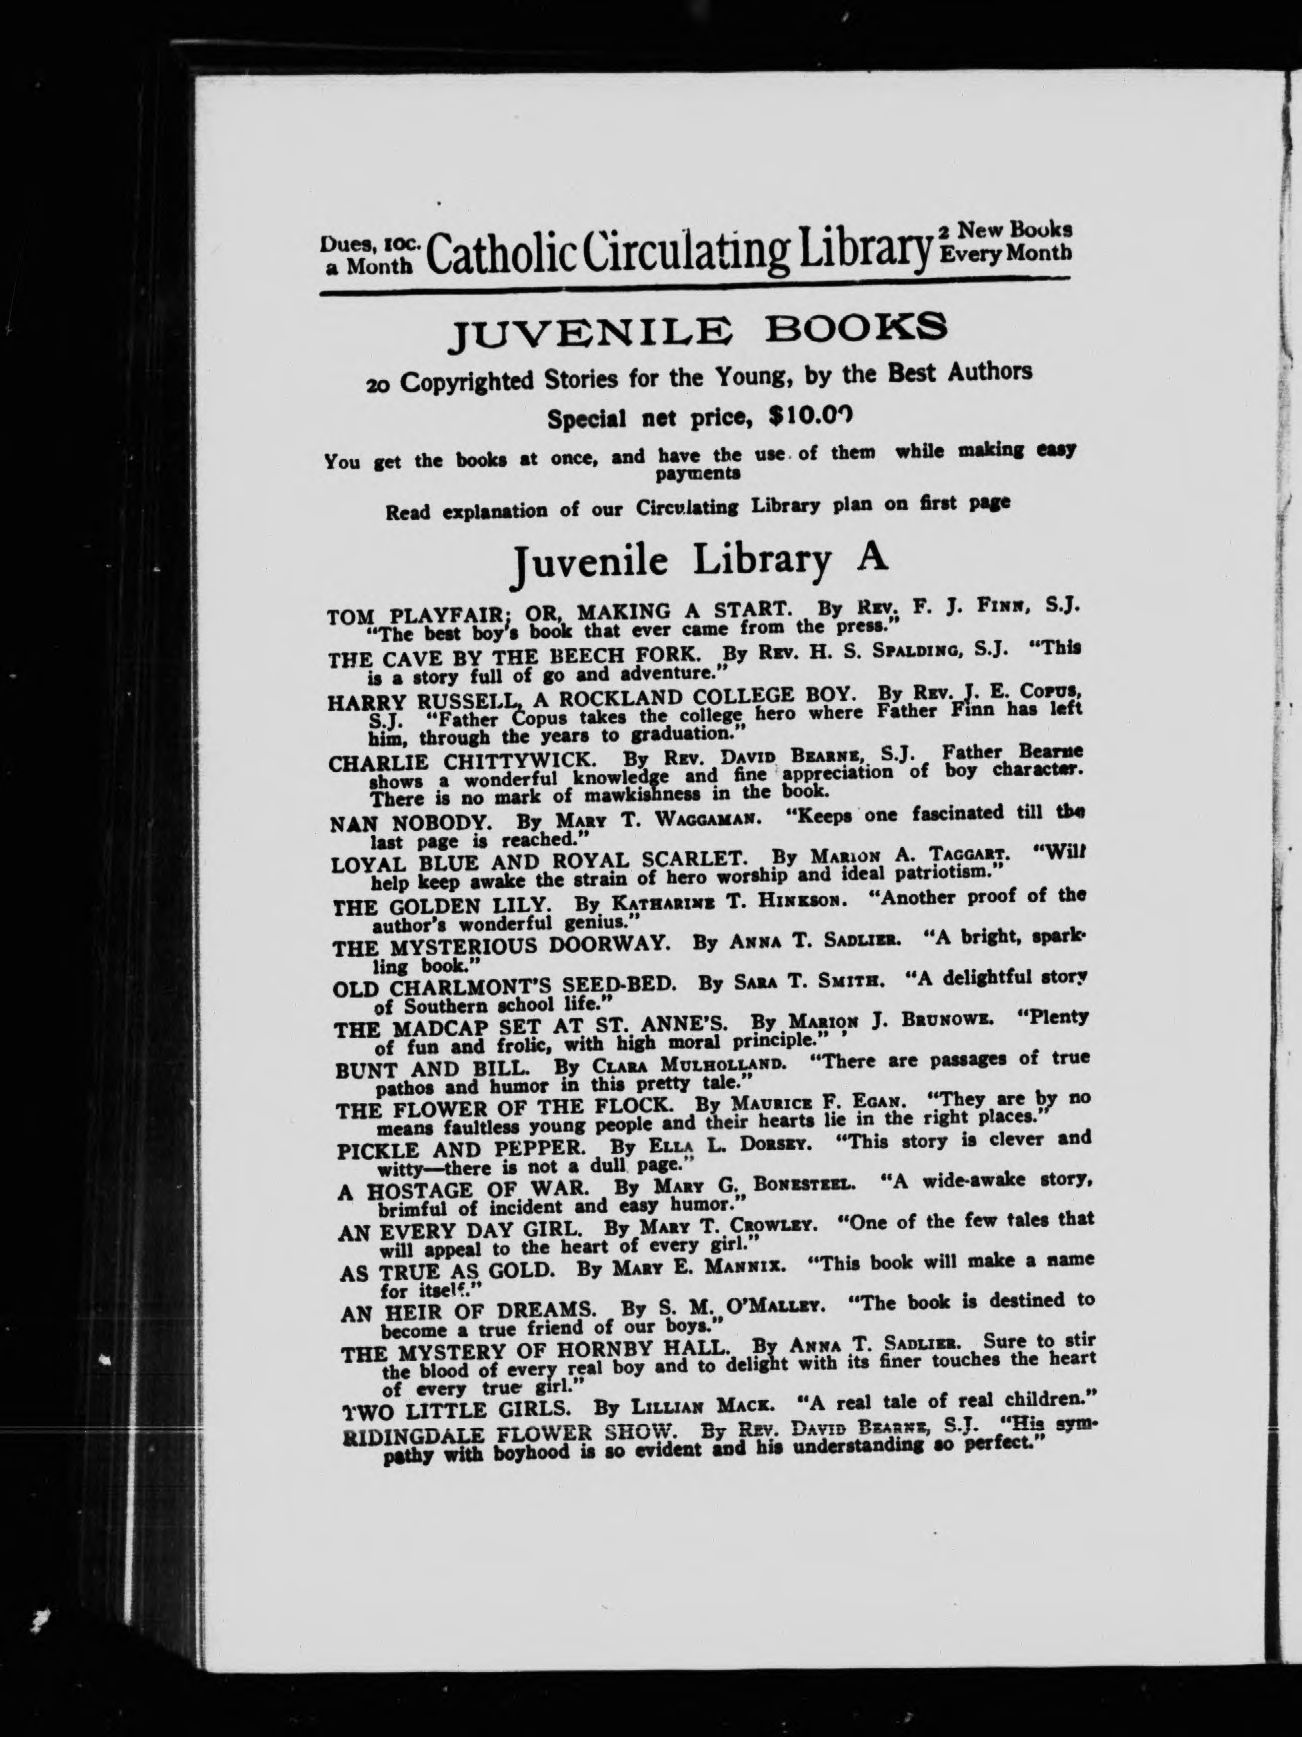 Dues, 10c. a Month Catholic Circulating Library 2 New Books Every Month
JUVENILE BOOKS
20 Copyrighted Stories for the Young, by the Best Authors
Special net price, $10.00
You get the books at once, and have the use of them while making easy
payments
Read explanation of our Circulating Library plan on first page
Juvenile Library A
TOM PLAYFAIR; OR, MAKING A START. By REV. F. J. FINN, S.J.
"The best boy's book that ever came from the press."
THE CAVE BY THE BEECH FORK. By REV. H. S. SPALDING, S.J. "This
is a story full of go and adventure."
HARRY RUSSELL, A ROCKLAND COLLEGE BOY. By REV. J. E. COPUS,
S.J. "Father Copus takes the college hero where Father Finn has left
him, through the years to graduation."
CHARLIE CHITTYWICK. By REV. DAVID BEARNE, S.J. Father Bearne
shows a wonderful knowledge and fine appreciation of boy character.
There is no mark of mawkishness in the book.
NAN NOBODY. By MARY T. WAGGAMAN. "Keeps one fascinated till the
last page is reached."
LOYAL BLUE AND ROYAL SCARLET. By MARION A. TAGGART. "Will
help keep awake the strain of hero worship and ideal patriotism."
THE GOLDEN LILY. By KATHARINE T. HINKSON. "Another proof of the
author's wonderful genius."
THE MYSTERIOUS DOORWAY. By ANNA T. SADLIER. "A bright, spark-
ling book."
OLD CHARLMONT'S SEED-BED. By SARA T. SMITH. "A delightful story
of Southern school life."
THE MADCAP SET AT ST. ANNE'S. By MARION J. BRUNOWE. "Plenty
of fun and frolic, with high moral principle."
BUNT AND BILL. By CLARA MULHOLLAND. "There are passages of true
pathos and humor in this pretty tale."
THE FLOWER OF THE FLOCK. By MAURICE F. EGAN. "They are by no
means faultless young people and their hearts lie in the right places."
PICKLE AND PEPPER. By ELLA L. DORSEY. "This story is clever and
witty—there is not a dull page."
A HOSTAGE OF WAR. By MARY G. BONESTEEL. "A wide-awake story,
brimful of incident and easy humor."
AN EVERY DAY GIRL. By MARY T. CROWLEY. "One of the few tales that
will appeal to the heart of every girl."
AS TRUE AS GOLD. By MARY E. MANNIX. "This book will make a name
for itself."
AN HEIR OF DREAMS. By S. M. O'MALLEY. "The book is destined to
become a true friend of our boys."
THE MYSTERY OF HORNBY HALL. By ANNA T. SADLIER. Sure to stir
the blood of every real boy and to delight with its finer touches the heart
of every true girl."
TWO LITTLE GIRLS. By LILLIAN MACK. "A real tale of real children."
RIDINGDALE FLOWER SHOW. By REV. DAVID BEARNE, S.J. "His sym-
pathy with boyhood is so evident and his understanding so perfect."